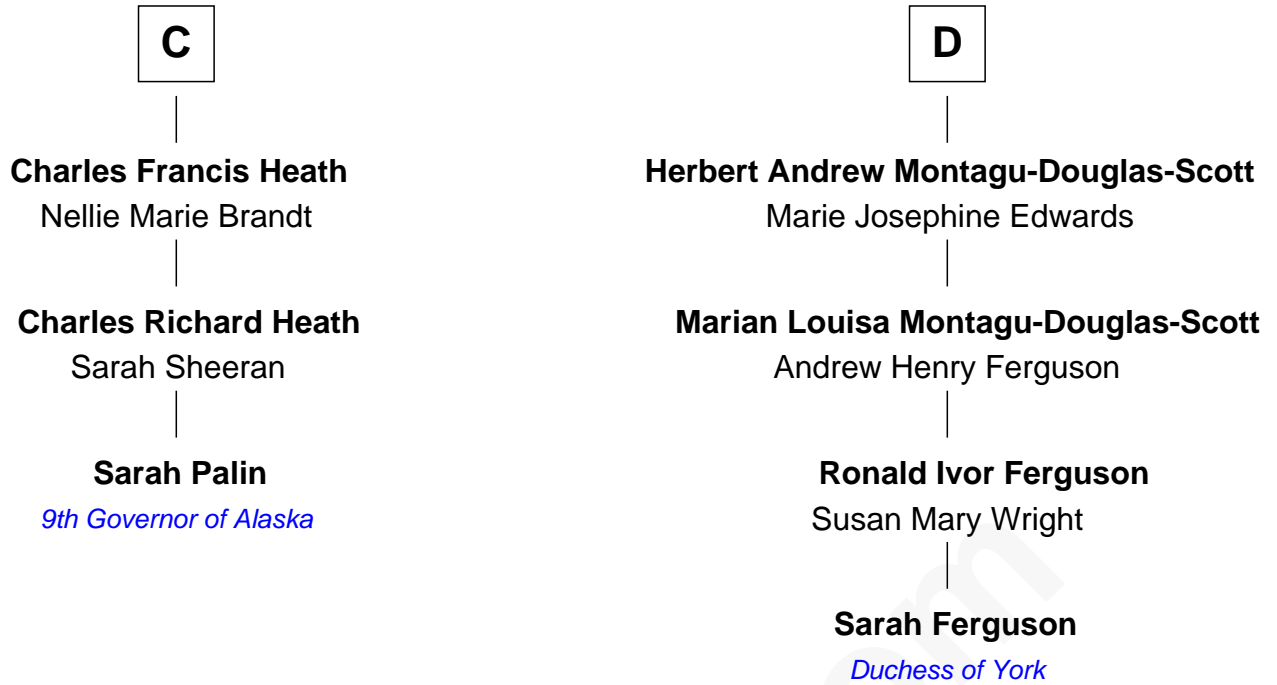 C
Charles Francis Heath
Nellie Marie Brandt
Charles Richard Heath
Sarah Sheeran
Sarah Palin
9th Governor of Alaska
D
Herbert Andrew Montagu-Douglas-Scott
Marie Josephine Edwards
Marian Louisa Montagu-Douglas-Scott
Andrew Henry Ferguson
Ronald Ivor Ferguson
Susan Mary Wright
Sarah Ferguson
Duchess of York